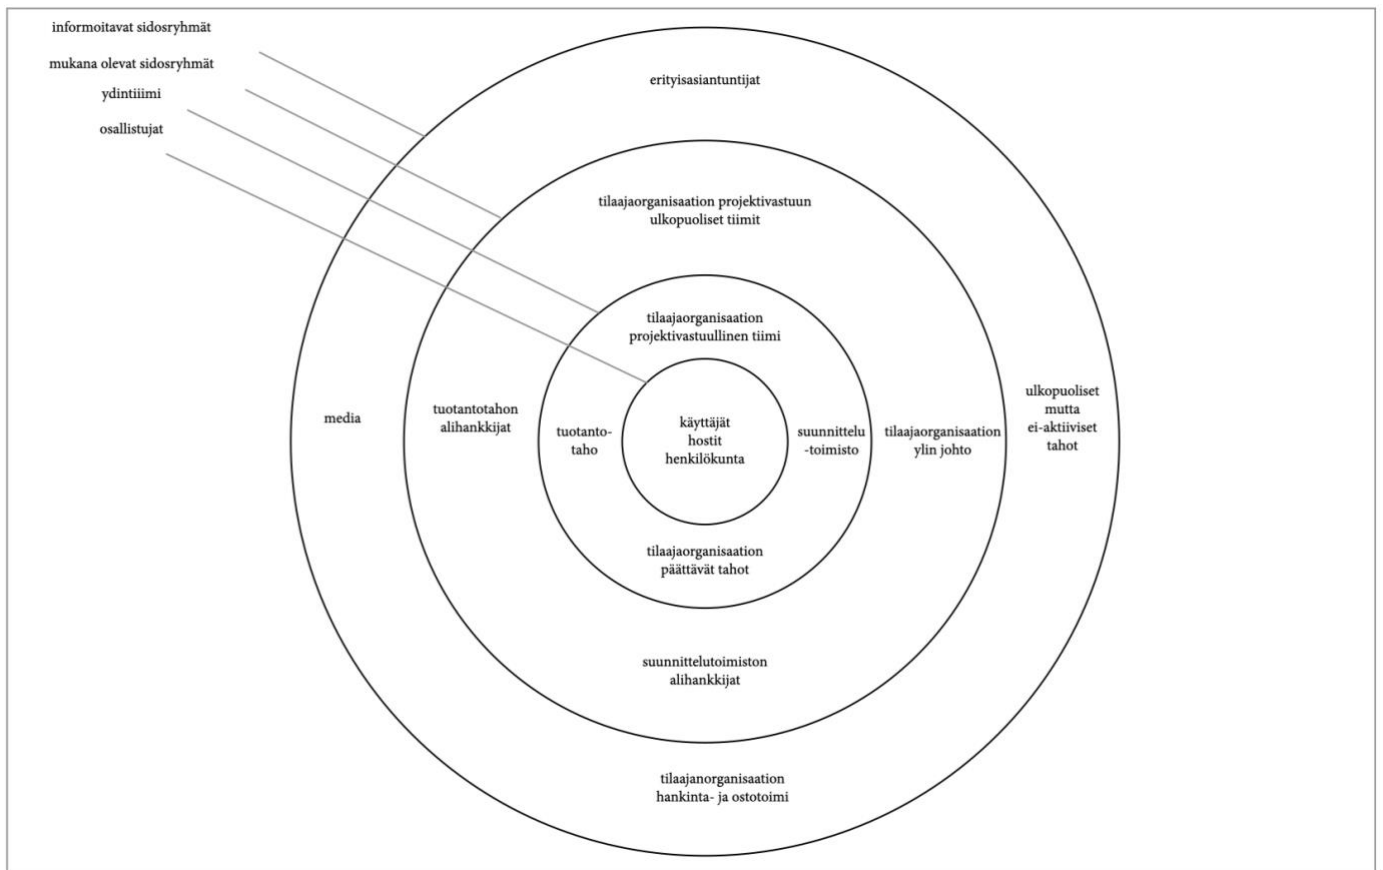 informoitavat sidosryhmät
mukana olevat sidosryhmät
ydintiiimi
osallistujat
erityisasiantuntijat
tilaajaorganisaation projektivastuun
ulkopuoliset tiimit
tilaajaorganisaation
projektivastuullinen tiimi
media
tuotantotahon
alihankkijat
tuotanto-
taho
käyttäjät
hostit
henkilökunta
suunnittelu
-toimisto
tilaajaorganisaation
ylin johto
ulkopuoliset
mutta
ei-aktiiviset
tahot
tilaajaorganisaation
päättävät tahot
suunnittelutoimiston
alihankkijat
tilaajanorganisaation
hankinta- ja ostotoimi